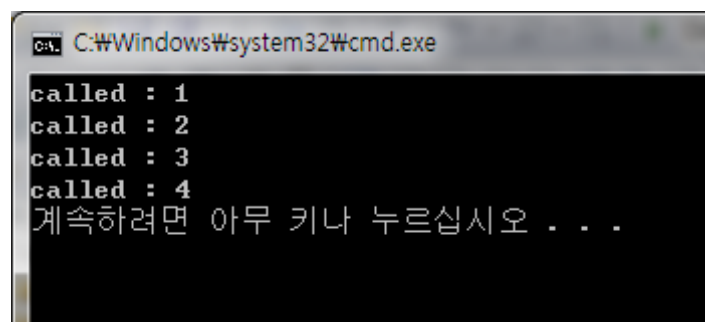 C:₩Windows₩system32₩cmd.exe
called : 1
called : 2
called : 3
called : 4
계속하려면 아무 키나 누르십시오 . . .